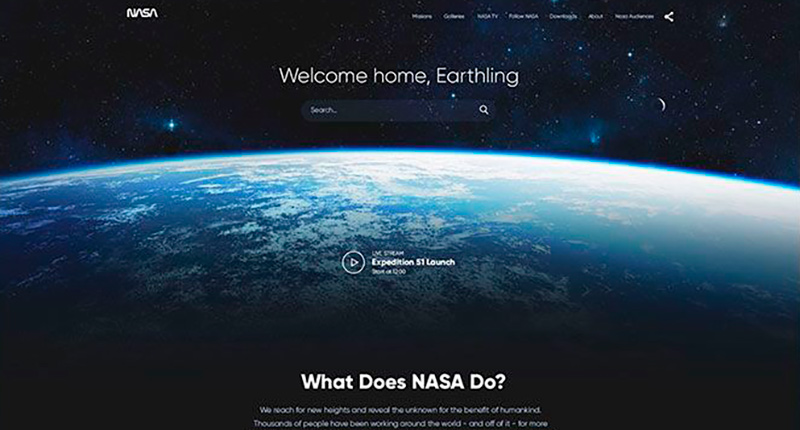 NASA
Missions Galleries NASA TV Follow NASA Downloads About Nasa Audiences
Welcome home, Earthling
Search...
LIVE STREAM
Expedition 51 Launch
Start at 12:00
What Does NASA Do?
We reach for new heights and reveal the unknown for the benefit of humankind.
Thousands of people have been working around the world - and off of it - for more